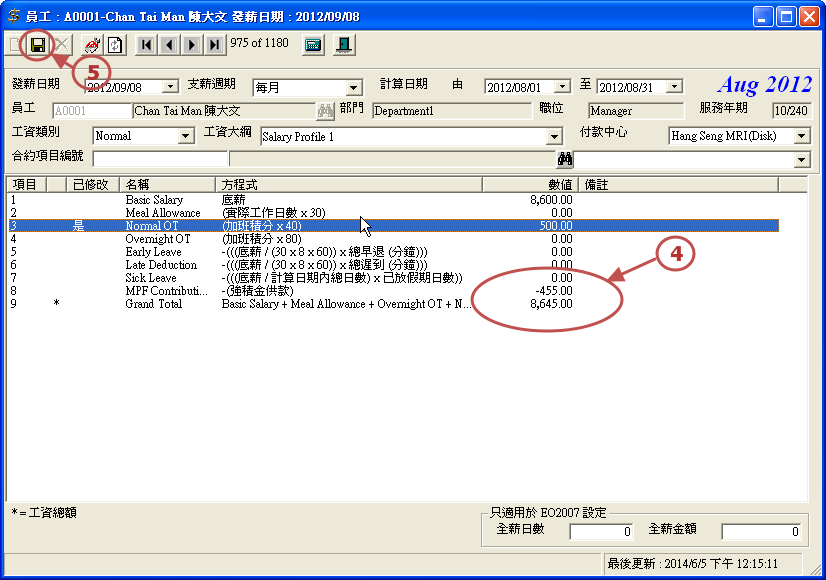 員工 : A0001-Chan Tai Man 陳大文 發薪日期 : 2012/09/08
975 of 1180
5
發薪日期 2012/09/08 支薪週期 每月 計算日期 由 2012/08/01 至 2012/08/31 Aug 2012
員工 A0001 Chan Tai Man 陳大文 部門 Department1 職位 Manager 服務年期 10/240
工資類別 Normal 工資大綱 Salary Profile 1 付款中心 Hang Seng MRI(Disk)
合約項目編號
項目 已修改 名稱 方程式 數值 備註
1 Basic Salary 底薪 8,600.00
2 Meal Allowance (實際工作日數 x 30) 0.00
3 是 Normal OT (加班積分 x 40) 500.00
4 Overnight OT (加班積分 x 80) 0.00
5 Early Leave -(((底薪 / (30 x 8 x 60)) x 總早退 (分鐘))) 0.00
6 Late Deduction -(((底薪 / (30 x 8 x 60)) x 總遲到 (分鐘))) 0.00
7 Sick Leave -(((底薪 / 計算日期內總日數) x 已放假期日數)) 0.00
8 MPF Contributi... -(強積金供款) -455.00
9 * Grand Total Basic Salary + Meal Allowance + Overnight OT + N... 8,645.00
4
* = 工資總額
只適用於 EO2007 設定
全薪日數 0 全薪金額 0
最後更新 : 2014/6/5 下午 12:15:11